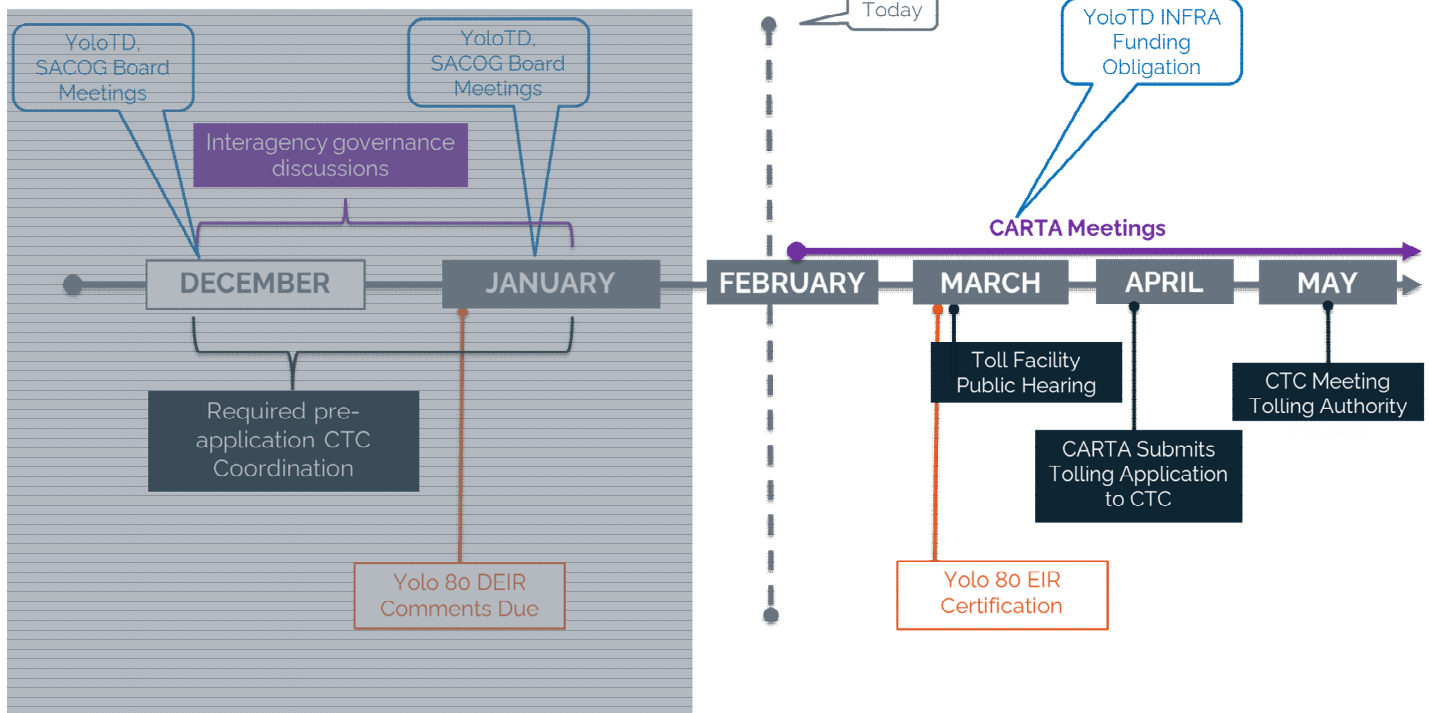 Today
YoloTD,
SACOG Board
Meetings
YoloTD,
SACOG Board
Meetings
YoloTD INFRA
Funding
Obligation
Interagency governance
discussions
CARTA Meetings
DECEMBER
JANUARY
FEBRUARY
MARCH
APRIL
MAY
Toll Facility
Public Hearing
CTC Meeting
Tolling Authority
Required pre-
application CTC
Coordination
CARTA Submits
Tolling Application
to CTC
Yolo 80 DEIR
Comments Due
Yolo 80 EIR
Certification